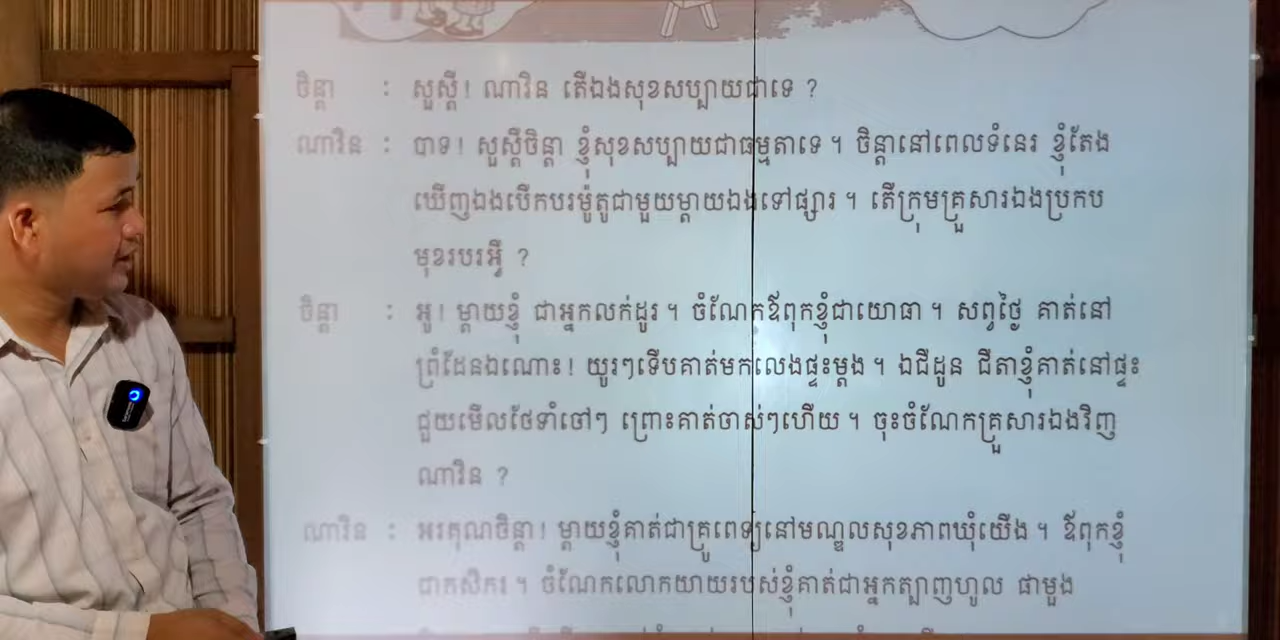 ចិន្តា : សួស្តី! ណាវិន តើឯងសុខសប្បាយជាទេ ?
ណាវិន : បាទ! សួស្តីចិន្តា ខ្ញុំសុខសប្បាយជាធម្មតាទេ ។ ចិន្តានៅពេលទំនេរ ខ្ញុំតែង
ឃើញឯងបើកបរម៉ូតូជាមួយម្តាយឯងទៅផ្សារ ។ តើក្រុមគ្រួសារឯងប្រកប
មុខរបរអ្វី ?
ចិន្តា : អូ! ម្តាយខ្ញុំ ជាអ្នកលក់ដូរ ។ ចំណែកឪពុកខ្ញុំជាយោធា ។ សព្វថ្ងៃ គាត់នៅ
ព្រំដែនឯណោះ! យូរៗទើបគាត់មកលេងផ្ទះម្តង ។ ឯជីដូន ជីតាខ្ញុំគាត់នៅផ្ទះ
ជួយមើលថែទាំចៅៗ ព្រោះគាត់ចាស់ៗហើយ ។ ចុះចំណែកគ្រួសារឯងវិញ
ណាវិន ?
ណាវិន : អរគុណចិន្តា! ម្តាយខ្ញុំគាត់ជាគ្រូពេទ្យនៅមណ្ឌលសុខភាពឃុំយើង ។ ឪពុកខ្ញុំ
ជាកសិករ ។ ចំណែកលោកយាយរបស់ខ្ញុំគាត់ជាអ្នកត្បាញហូល ផាមួង